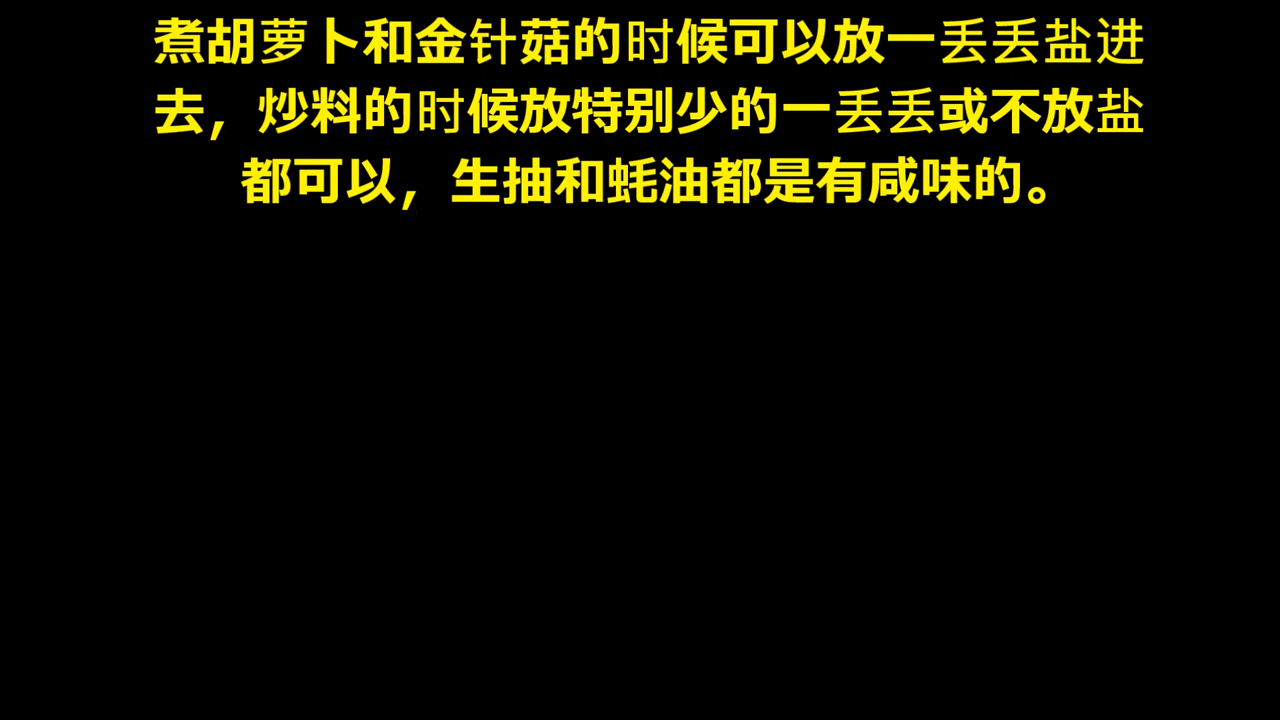 煮胡萝卜和金针菇的时候可以放一丢丢盐进
去，炒料的时候放特别少的一丢丢或不放盐
都可以，生抽和蚝油都是有咸味的。